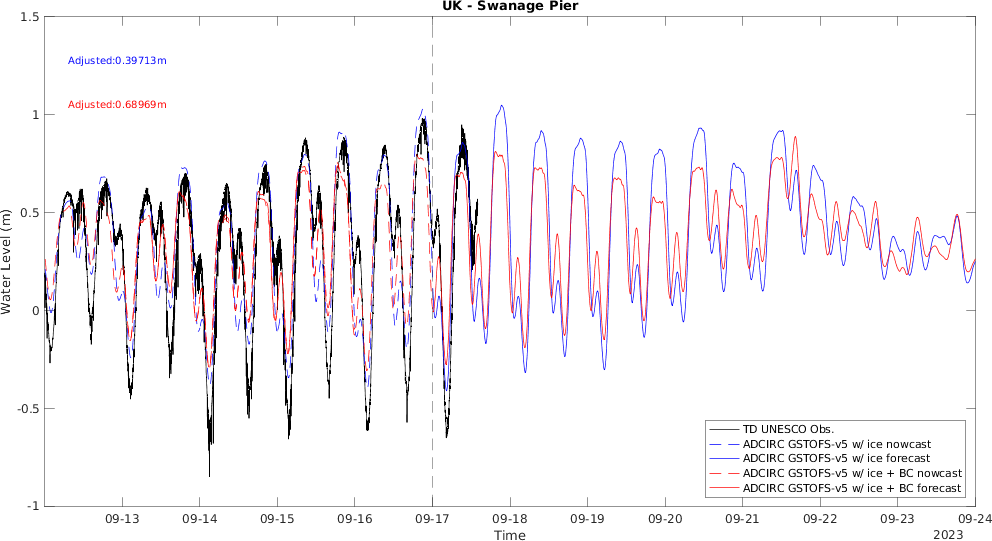 UK - Swanage Pier
1.5
1
0.5
0
-0.5
-1
Water Level (m)
Adjusted:0.39713m
Adjusted:0.68969m
TD UNESCO Obs.
ADCIRC GSTOFS-v5 w/ ice nowcast
ADCIRC GSTOFS-v5 w/ ice forecast
ADCIRC GSTOFS-v5 w/ ice + BC nowcast
ADCIRC GSTOFS-v5 w/ ice + BC forecast
09-13 09-14 09-15 09-16 09-17 09-18 09-19 09-20 09-21 09-22 09-23 09-24
Time
2023